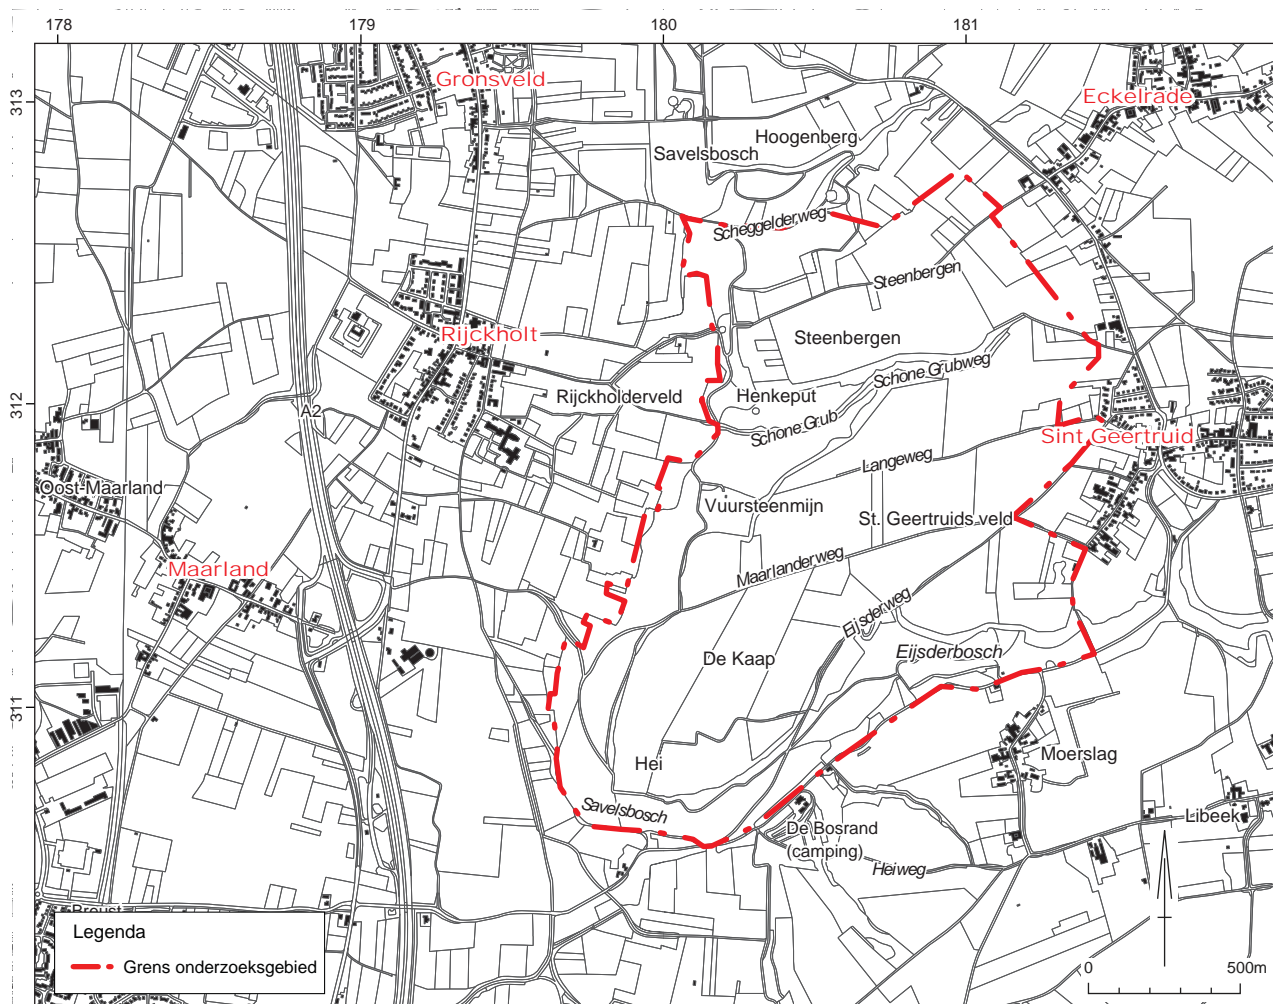 178
179
180
181
313
312
311
Gronsveld
Eckelrade
Hoogenberg
Savelsbosch
Scheggelderweg
Steenbergen
Steenbergen
Rijckholt
Schone Grubweg
Rijckholderveld
Henkeput
A2
Schone Grub
Sint Geertruid
Langeweg
Oost-Maarland
Vuursteenmijn
St. Geertruids veld
Maarland
Maarlanderweg
Eijsderweg
Eijsderbosch
De Kaap
Moerslag
Hei
Savelsbosch
Libeek
De Bosrand
(camping)
Heiweg
Breust
Legenda
Grens onderzoeksgebied
0
500m